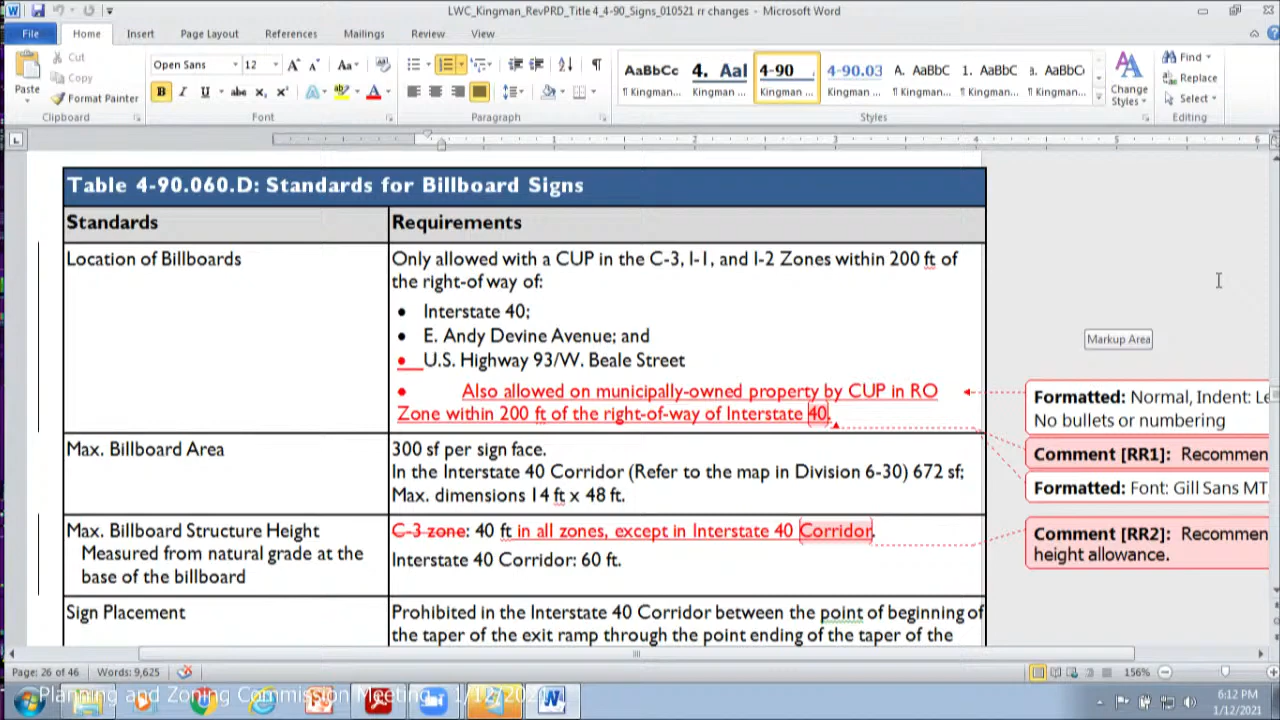 LWC_Kingman_RevPRD_Title 4_4-90_Signs_010521 rr changes - Microsoft Word
File Home Insert Page Layout References Mailings Review View
Paste Cut Copy Format Painter
Open Sans 12
AaBbCc 4. AaI 4-90 4-90.03 A. AaBbC 1. AaBbC a. AaBbC
¶ Kingman Kingman ... Kingman ... Kingman ... ¶ Kingman... ¶ Kingman... ¶ Kingman...
Change Styles
Find Replace Select
Clipboard Font Paragraph Styles Editing
1 2 3 4 5 6
Table 4-90.060.D: Standards for Billboard Signs
Standards Requirements
Location of Billboards Only allowed with a CUP in the C-3, I-1, and I-2 Zones within 200 ft of
the right-of way of:
• Interstate 40;
• E. Andy Devine Avenue; and
• U.S. Highway 93/W. Beale Street
• Also allowed on municipally-owned property by CUP in RO
Zone within 200 ft of the right-of-way of Interstate 40.
Markup Area
Formatted: Normal, Indent: Le
No bullets or numbering
Comment [RR1]: Recommen
Formatted: Font: Gill Sans MT,
Max. Billboard Area 300 sf per sign face.
In the Interstate 40 Corridor (Refer to the map in Division 6-30) 672 sf;
Max. dimensions 14 ft x 48 ft.
Max. Billboard Structure Height C-3 zone: 40 ft in all zones, except in Interstate 40 Corridor.
Measured from natural grade at the
base of the billboard
Interstate 40 Corridor: 60 ft.
Comment [RR2]: Recommen
height allowance.
Sign Placement Prohibited in the Interstate 40 Corridor between the point of beginning of
the taper of the exit ramp through the point ending of the taper of the
Page: 26 of 46 Words: 9,625 156%
Planning and Zoning Commission Meeting - 1/12/2021
6:12 PM
1/12/2021